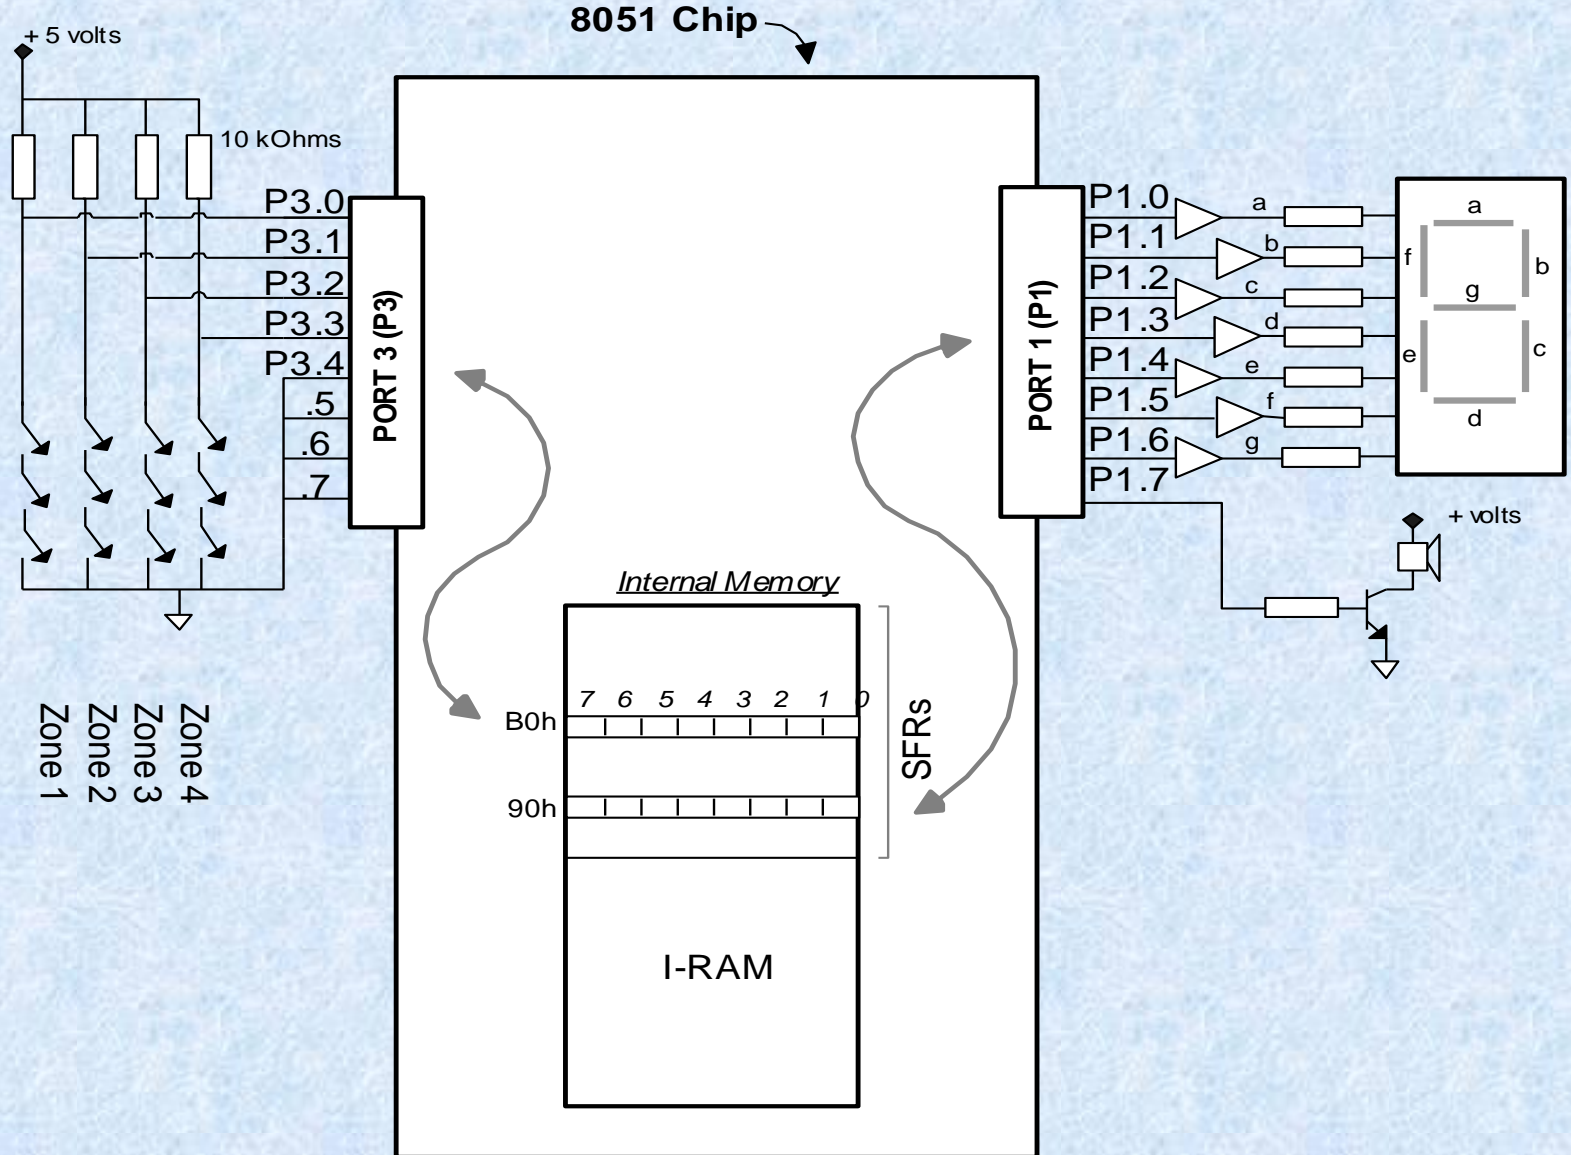 8051 Chip
+ 5 volts
10 kOhms
P3.0
P3.1
P3.2
P3.3
P3.4
.5
.6
.7
PORT 3 (P3)
Zone 1
Zone 2
Zone 3
Zone 4
Internal Memory
7 6 5 4 3 2 1 0
B0h
90h
SFRs
I-RAM
PORT 1 (P1)
P1.0
P1.1
P1.2
P1.3
P1.4
P1.5
P1.6
P1.7
a
b
c
d
e
f
g
a
f
b
g
e
c
d
+ volts